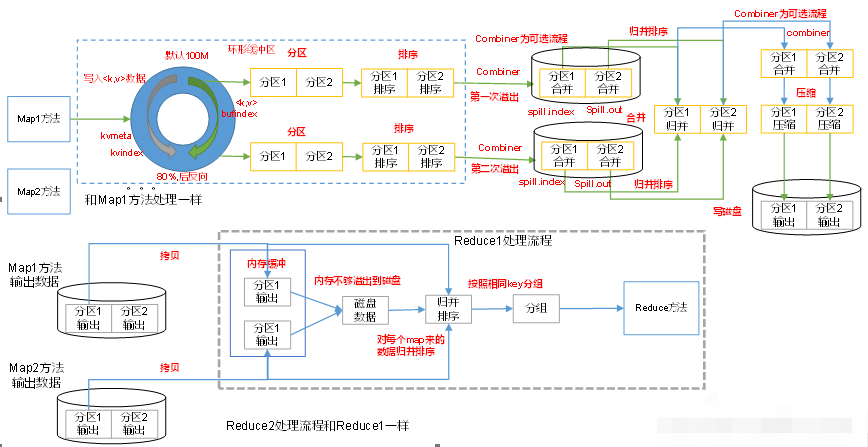 Combiner为可选流程
combiner
默认100M
环形缓冲区
分区
排序
Combiner为可选流程
归并排序
写入<k,v>数据
分区1
分区2
分区1
排序
分区2
排序
Combiner
第一次溢出
分区1
合并
分区2
合并
分区1
合并
分区2
合并
压缩
<k,v>
bufindex
spill.index
Spill.out
合并
Map1方法
kvmeta
kvindex
分区
排序
分区1
归并
分区2
归并
分区1
压缩
分区2
压缩
分区1
分区2
分区1
排序
分区2
排序
Combiner
第二次溢出
分区1
合并
分区2
合并
80%,后反向
spill.index
Spill.out
归并排序
Map2方法
和Map1方法处理一样
写磁盘
分区1
输出
分区2
输出
Reduce1处理流程
Map1方法
输出数据
拷贝
内存缓冲
内存不够溢出到磁盘
按照相同key分组
分区1
输出
分区2
输出
分区1
输出
磁盘
数据
归并
排序
分组
Reduce方法
分区1
输出
对每个map来的
数据归并排序
Map2方法
输出数据
拷贝
分区1
输出
分区2
输出
Reduce2处理流程和Reduce1一样